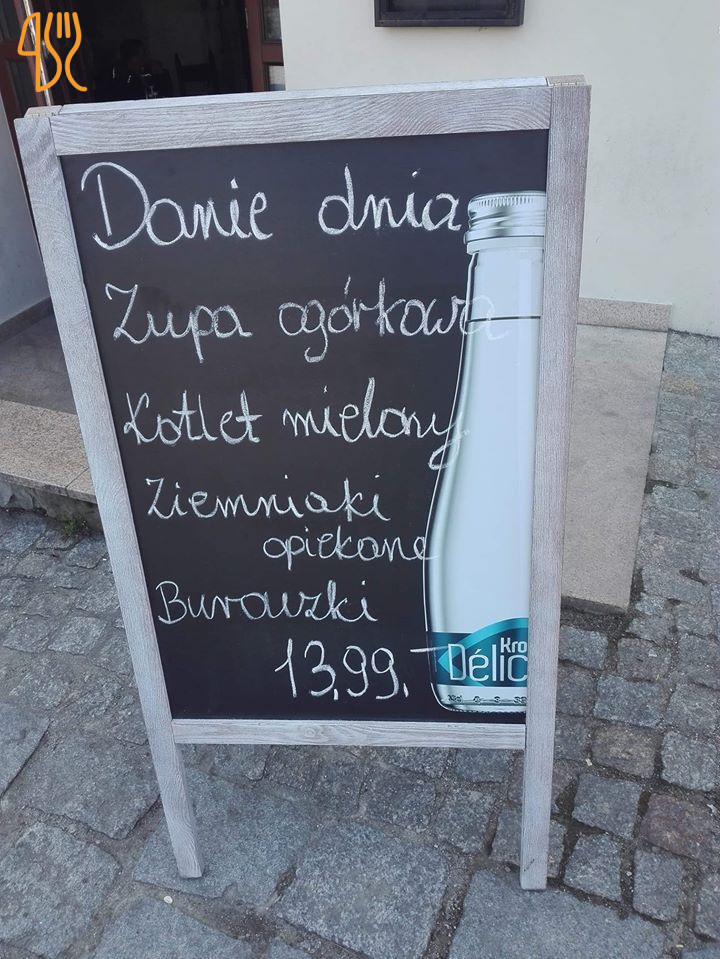 Danie dnia
Zupa ogórkowa
Kotlet mielony
Ziemniaki
opiekane
Buraczki
13,99.-
Kro
Délic